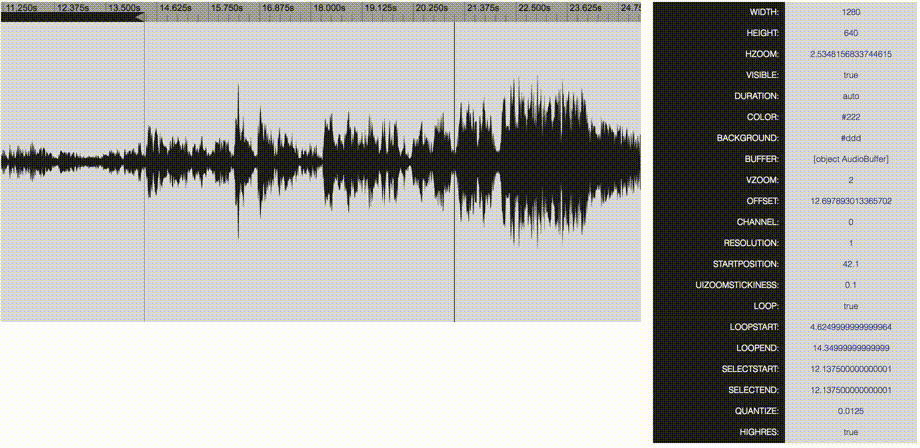 11.250s 12.375s 13.500s 14.625s 15.750s 16.875s 18.000s 19.125s 20.250s 21.375s 22.500s 23.625s 24.75
WIDTH: 1280
HEIGHT: 640
HZOOM: 2.5348156833744615
VISIBLE: true
DURATION: auto
COLOR: #222
BACKGROUND: #ddd
BUFFER: [object AudioBuffer]
VZOOM: 2
OFFSET: 12.697893013365702
CHANNEL: 0
RESOLUTION: 1
STARTPOSITION: 42.1
UIZOOMSTICKINESS: 0.1
LOOP: true
LOOPSTART: 4.6249999999999964
LOOPEND: 14.34999999999999
SELECTSTART: 12.137500000000001
SELECTEND: 12.137500000000001
QUANTIZE: 0.0125
HIGHRES: true